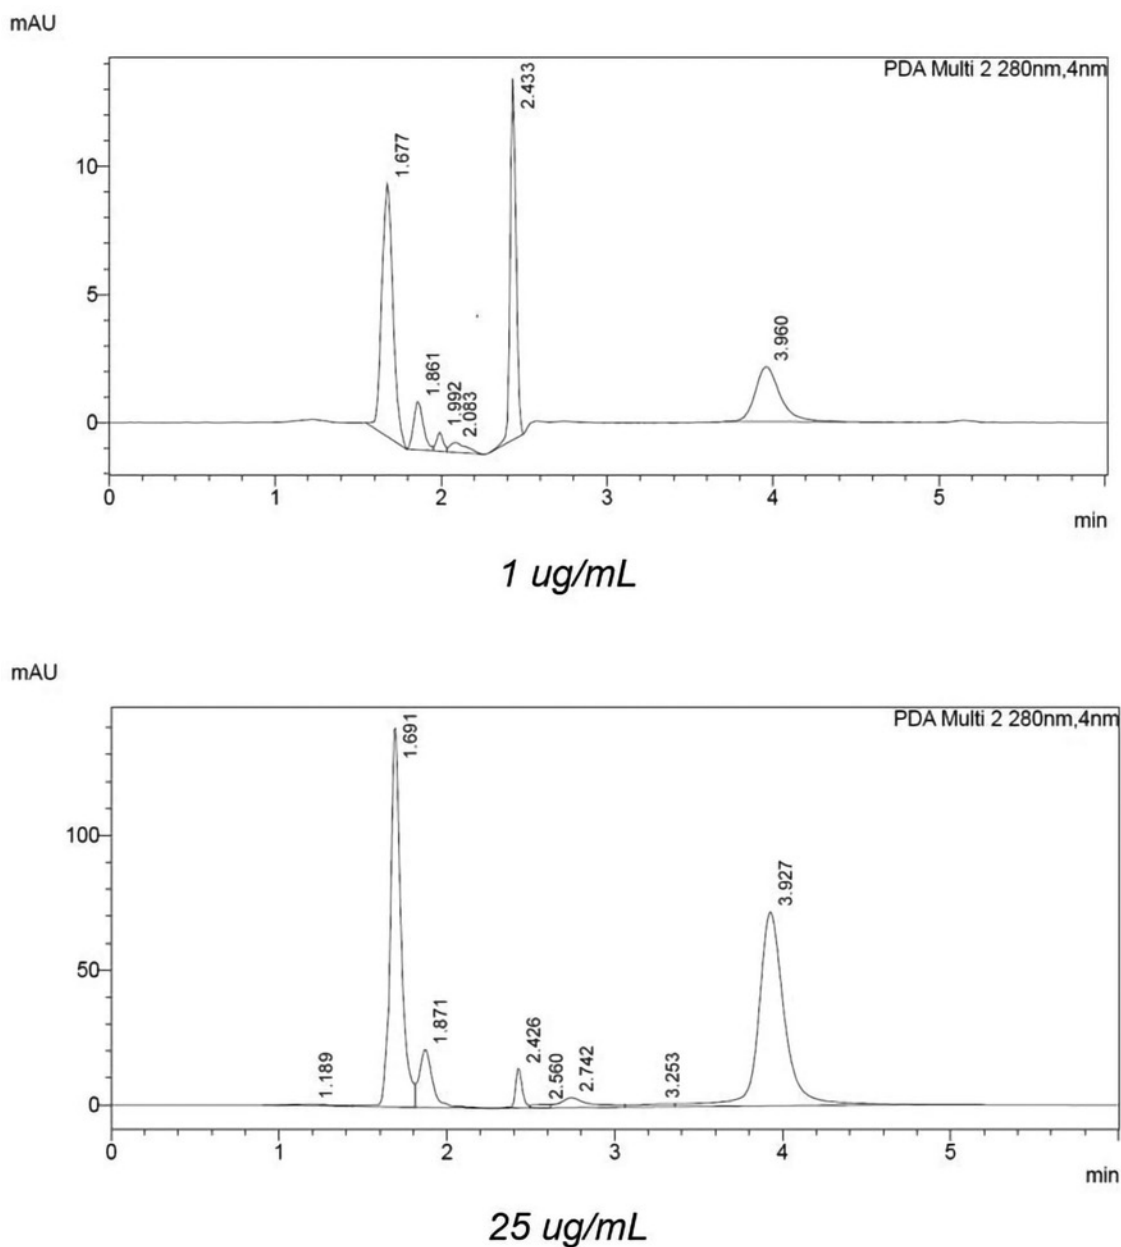 mAU
PDA Multi 2 280nm,4nm
10
5
0
1.677
1.861
1.992
2.083
2.433
3.960
0 1 2 3 4 5
min
1 ug/mL
mAU
PDA Multi 2 280nm,4nm
100
50
0
1.189
1.691
1.871
2.426
2.560
2.742
3.253
3.927
0 1 2 3 4 5
min
25 ug/mL